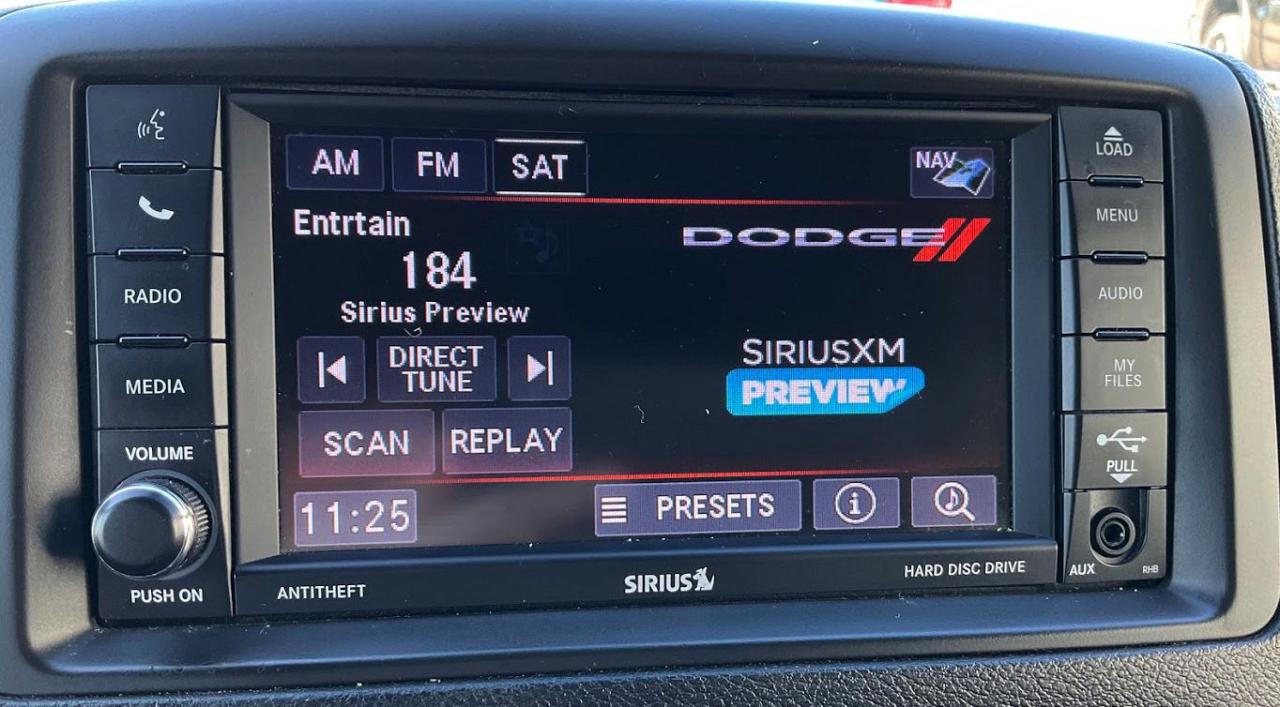 RADIO
MEDIA
VOLUME
PUSH ON
AM
FM
SAT
NAV
Entrtain
184
Sirius Preview
DODGE
DIRECT
TUNE
SCAN
REPLAY
SIRIUSXM
PREVIEW
11:25
PRESETS
i
ANTITHEFT
SIRIUS
HARD DISC DRIVE
LOAD
MENU
AUDIO
MY
FILES
PULL
AUX
RHB